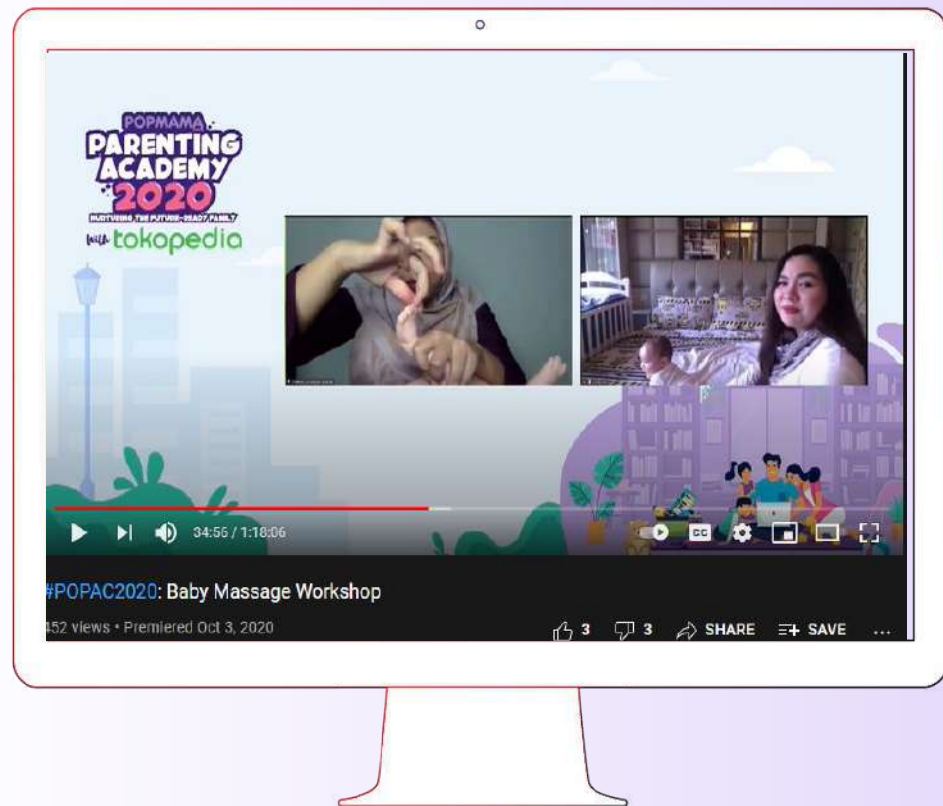 POPMAMA
PARENTING
ACADEMY
2020
NURTURING THE FUTURE-READY FAMILY
with tokopedia
34:56 / 1:18:06
CC
#POPAC2020: Baby Massage Workshop
452 views • Premiered Oct 3, 2020
3 3 SHARE SAVE ...